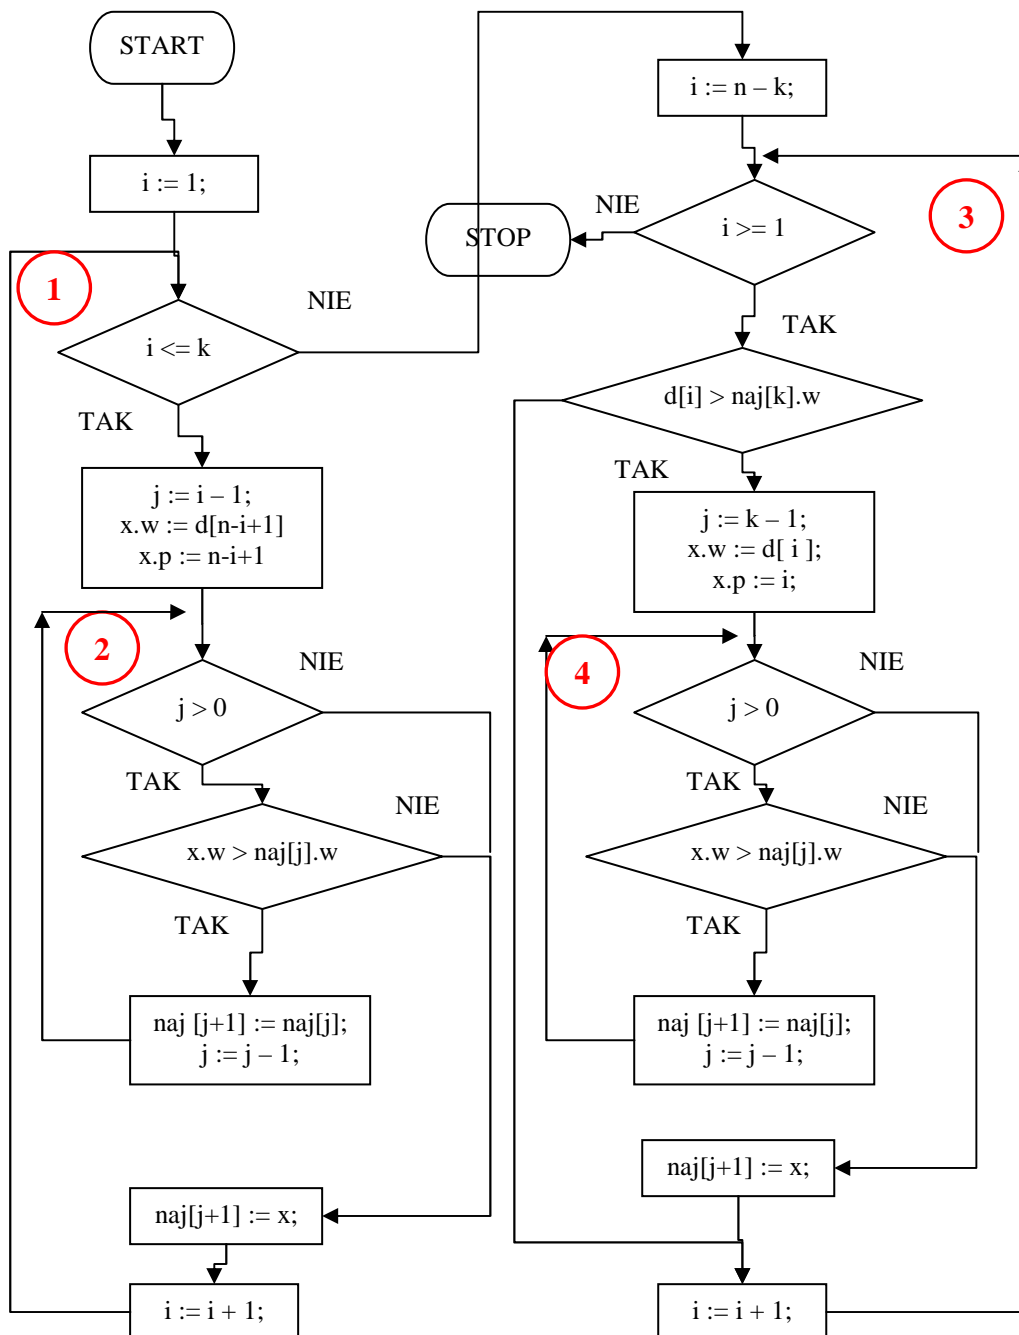 START
i := 1;
1
i <= k
NIE
TAK
j := i – 1;
x.w := d[n-i+1]
x.p := n-i+1
2
NIE
j > 0
TAK
NIE
x.w > naj[j].w
TAK
naj [j+1] := naj[j];
j := j – 1;
naj[j+1] := x;
i := i + 1;
i := n – k;
3
NIE
STOP
i >= 1
TAK
d[i] > naj[k].w
TAK
j := k – 1;
x.w := d[ i ];
x.p := i;
4
NIE
j > 0
TAK
NIE
x.w > naj[j].w
TAK
naj [j+1] := naj[j];
j := j – 1;
naj[j+1] := x;
i := i + 1;